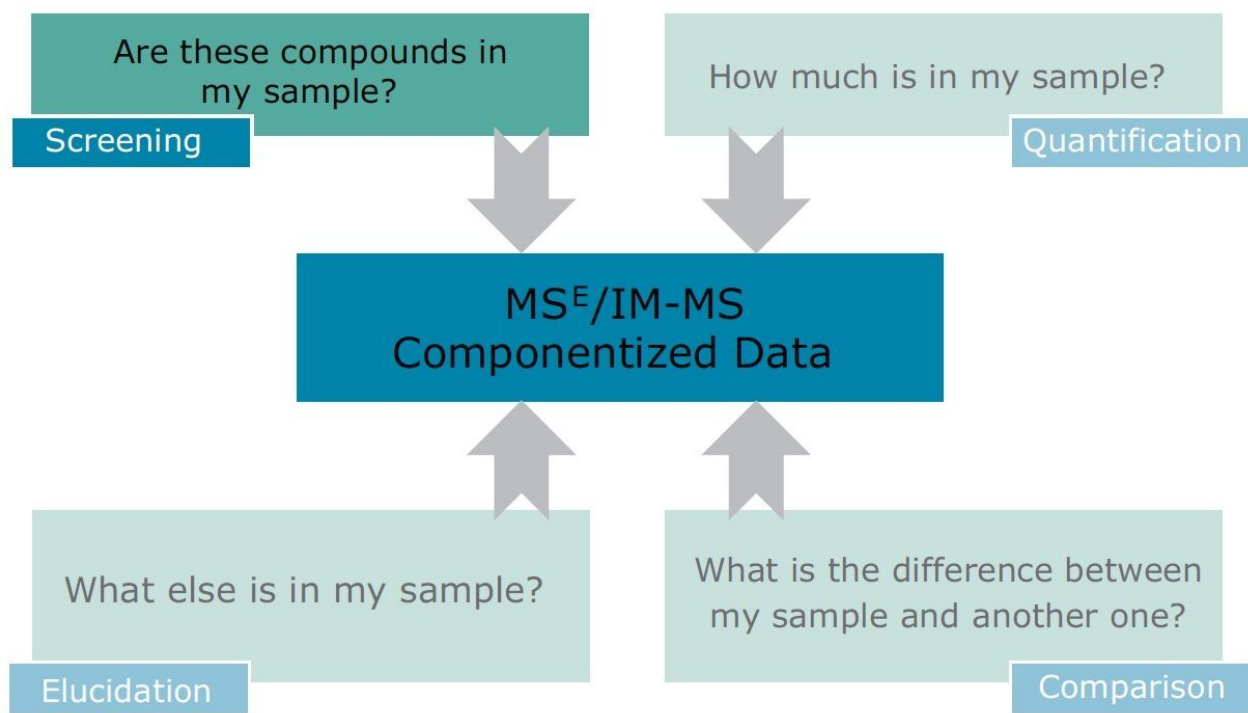 Are these compounds in
my sample?
Screening
How much is in my sample?
Quantification
MSᴱ/IM-MS
Componentized Data
What else is in my sample?
Elucidation
What is the difference between
my sample and another one?
Comparison